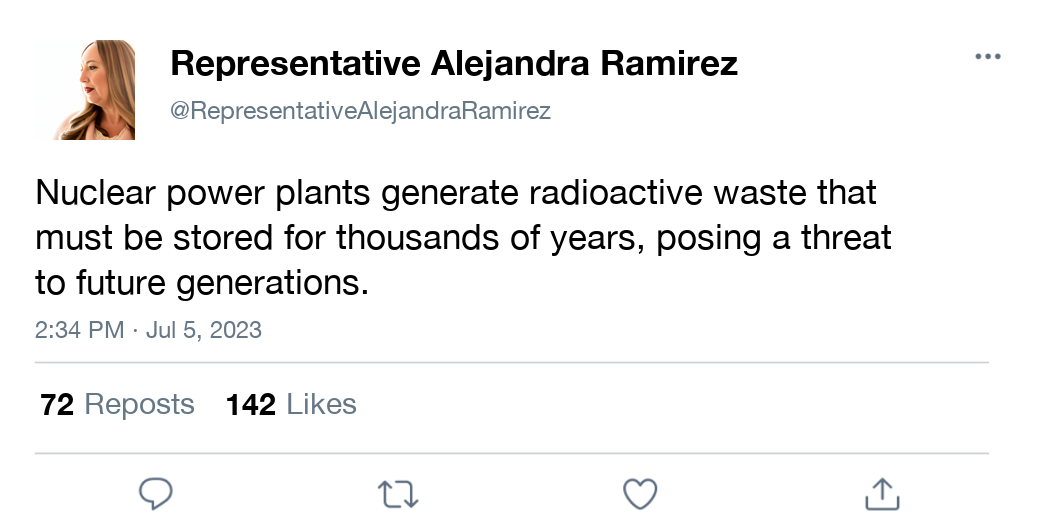 Representative Alejandra Ramirez
@RepresentativeAlejandraRamirez
Nuclear power plants generate radioactive waste that
must be stored for thousands of years, posing a threat
to future generations.
2:34 PM · Jul 5, 2023
72 Reposts 142 Likes